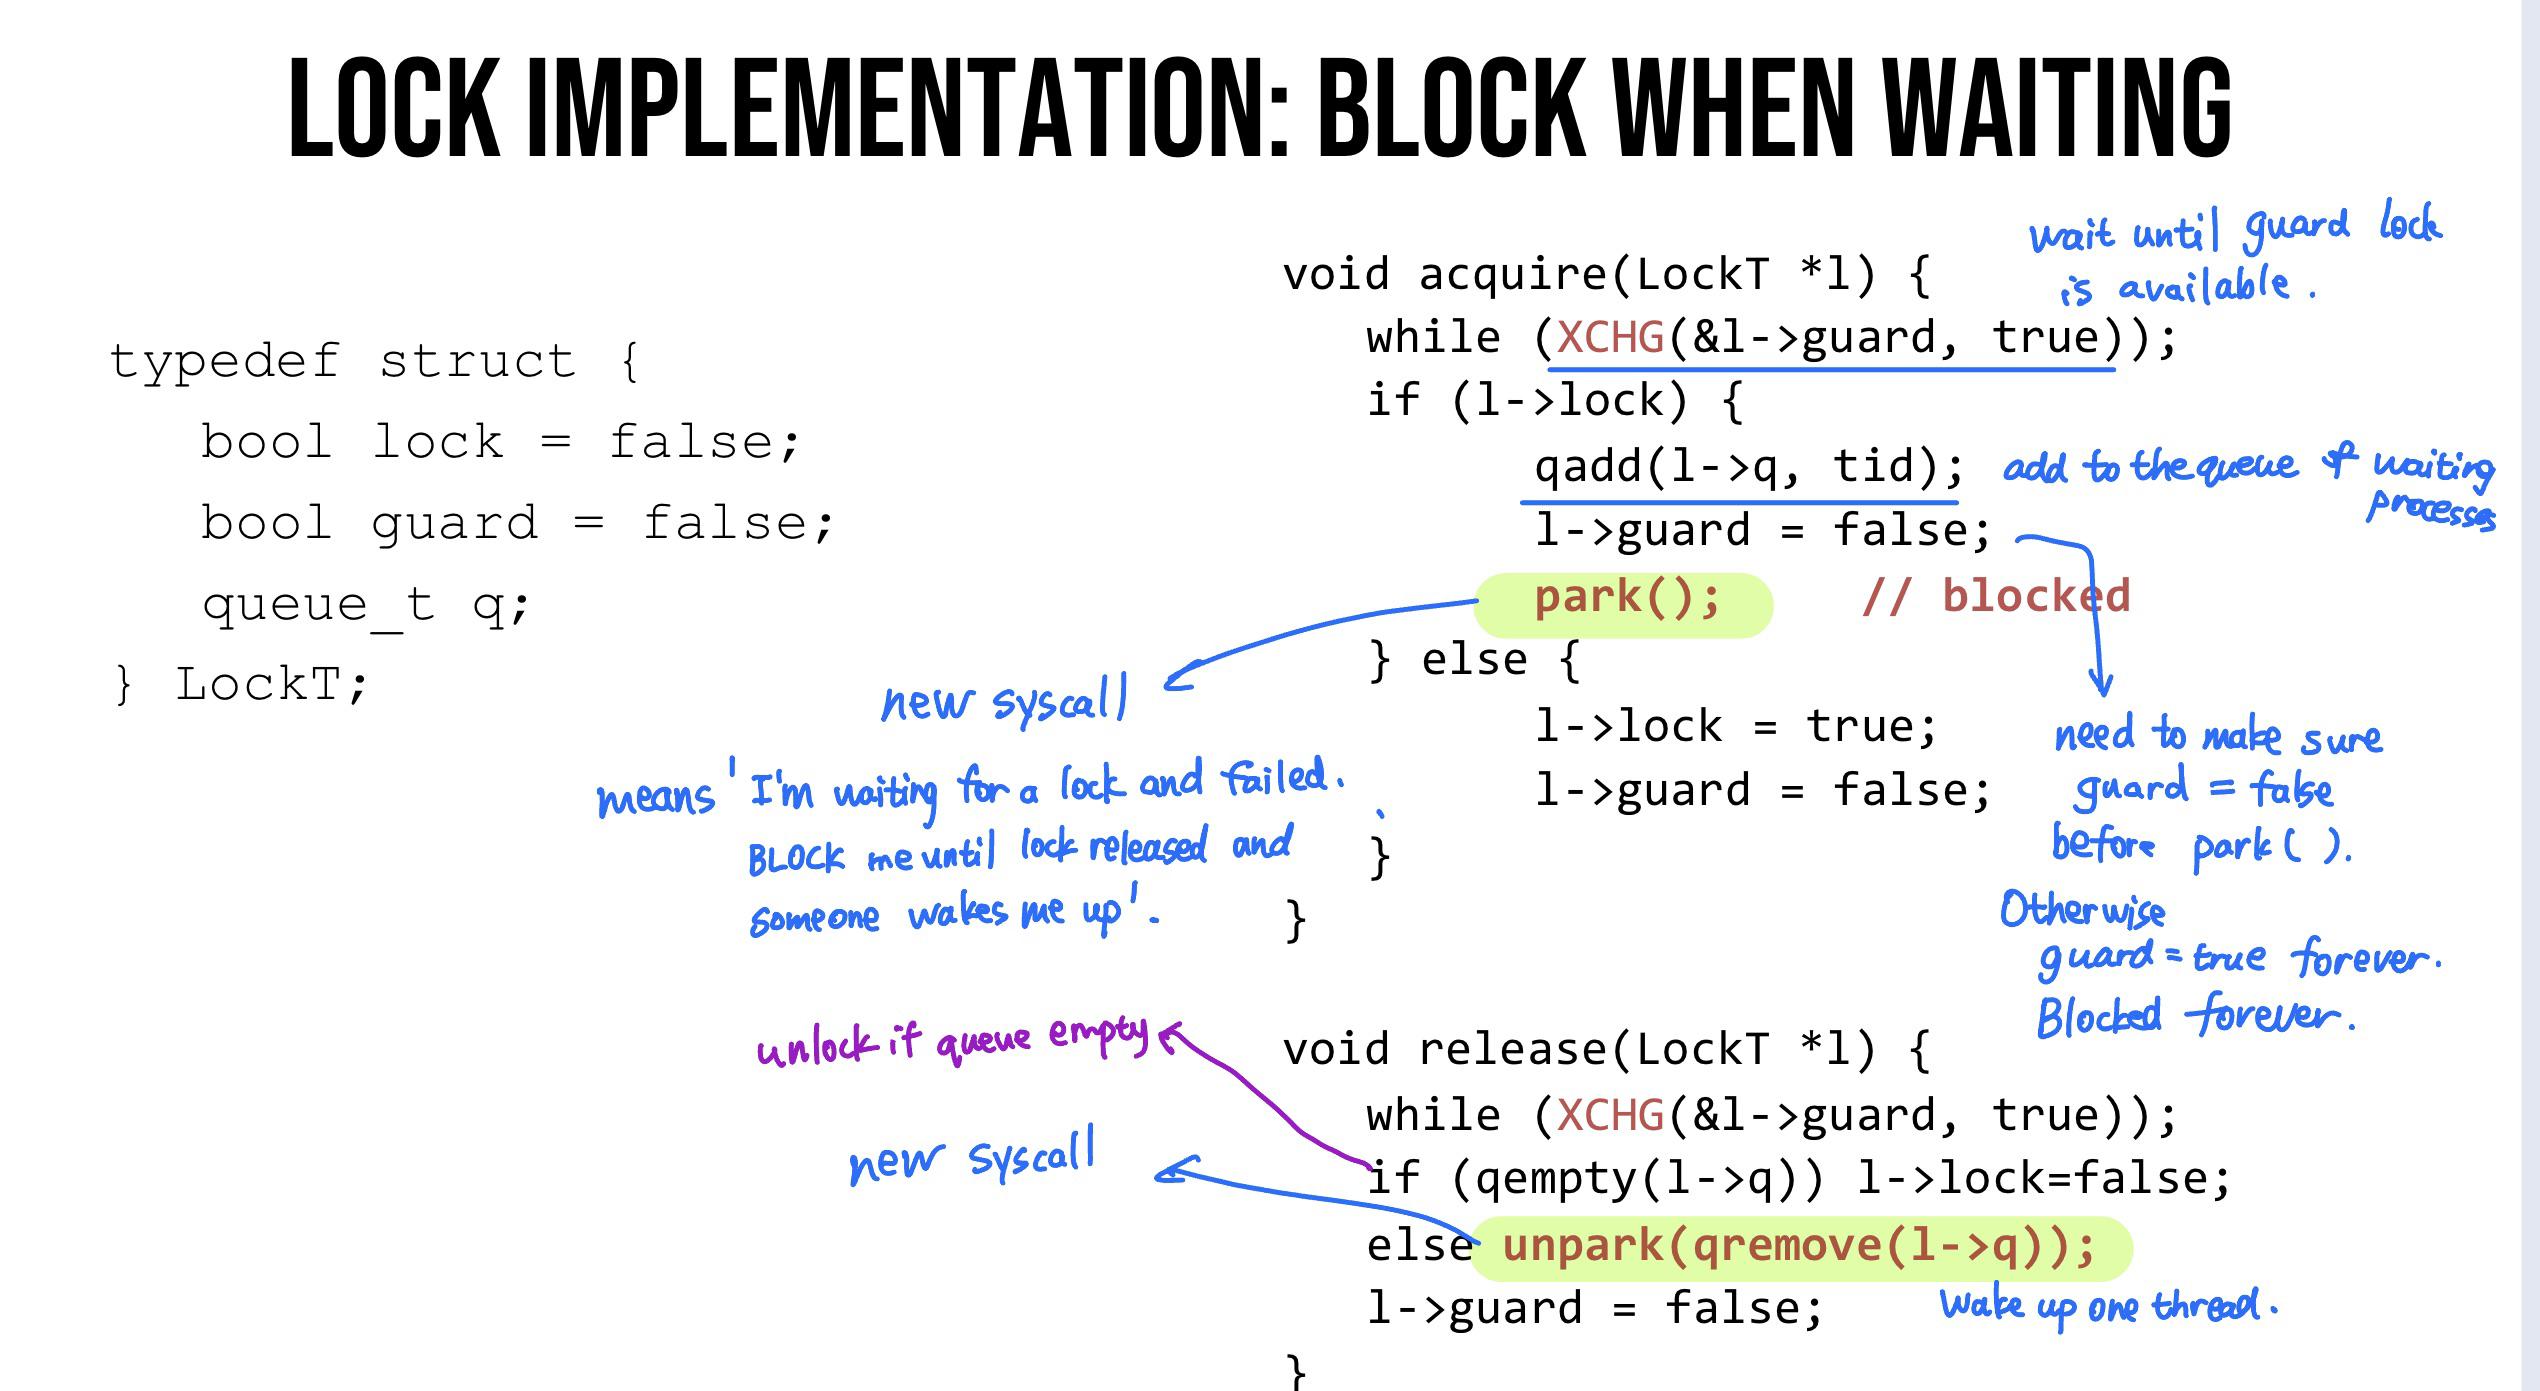 LOCK IMPLEMENTATION: BLOCK WHEN WAITING
typedef struct {
bool lock = false;
bool guard = false;
queue_t q;
} LockT;
void acquire(LockT *l) {
wait until guard lock
is available.
while (XCHG(&l->guard, true));
if (l->lock) {
qadd(l->q, tid);
add to the queue of waiting
processes
l->guard = false;
park(); // blocked
} else {
l->lock = true;
l->guard = false;
}
}
new syscall
means 'I'm waiting for a lock and failed.
BLOCK me until lock released and
someone wakes me up'.
need to make sure
guard = false
before park( ).
Otherwise
guard = true forever.
Blocked forever.
void release(LockT *l) {
while (XCHG(&l->guard, true));
if (qempty(l->q)) l->lock=false;
else unpark(qremove(l->q));
l->guard = false;
}
unlock if queue empty
new syscall
Wake up one thread.